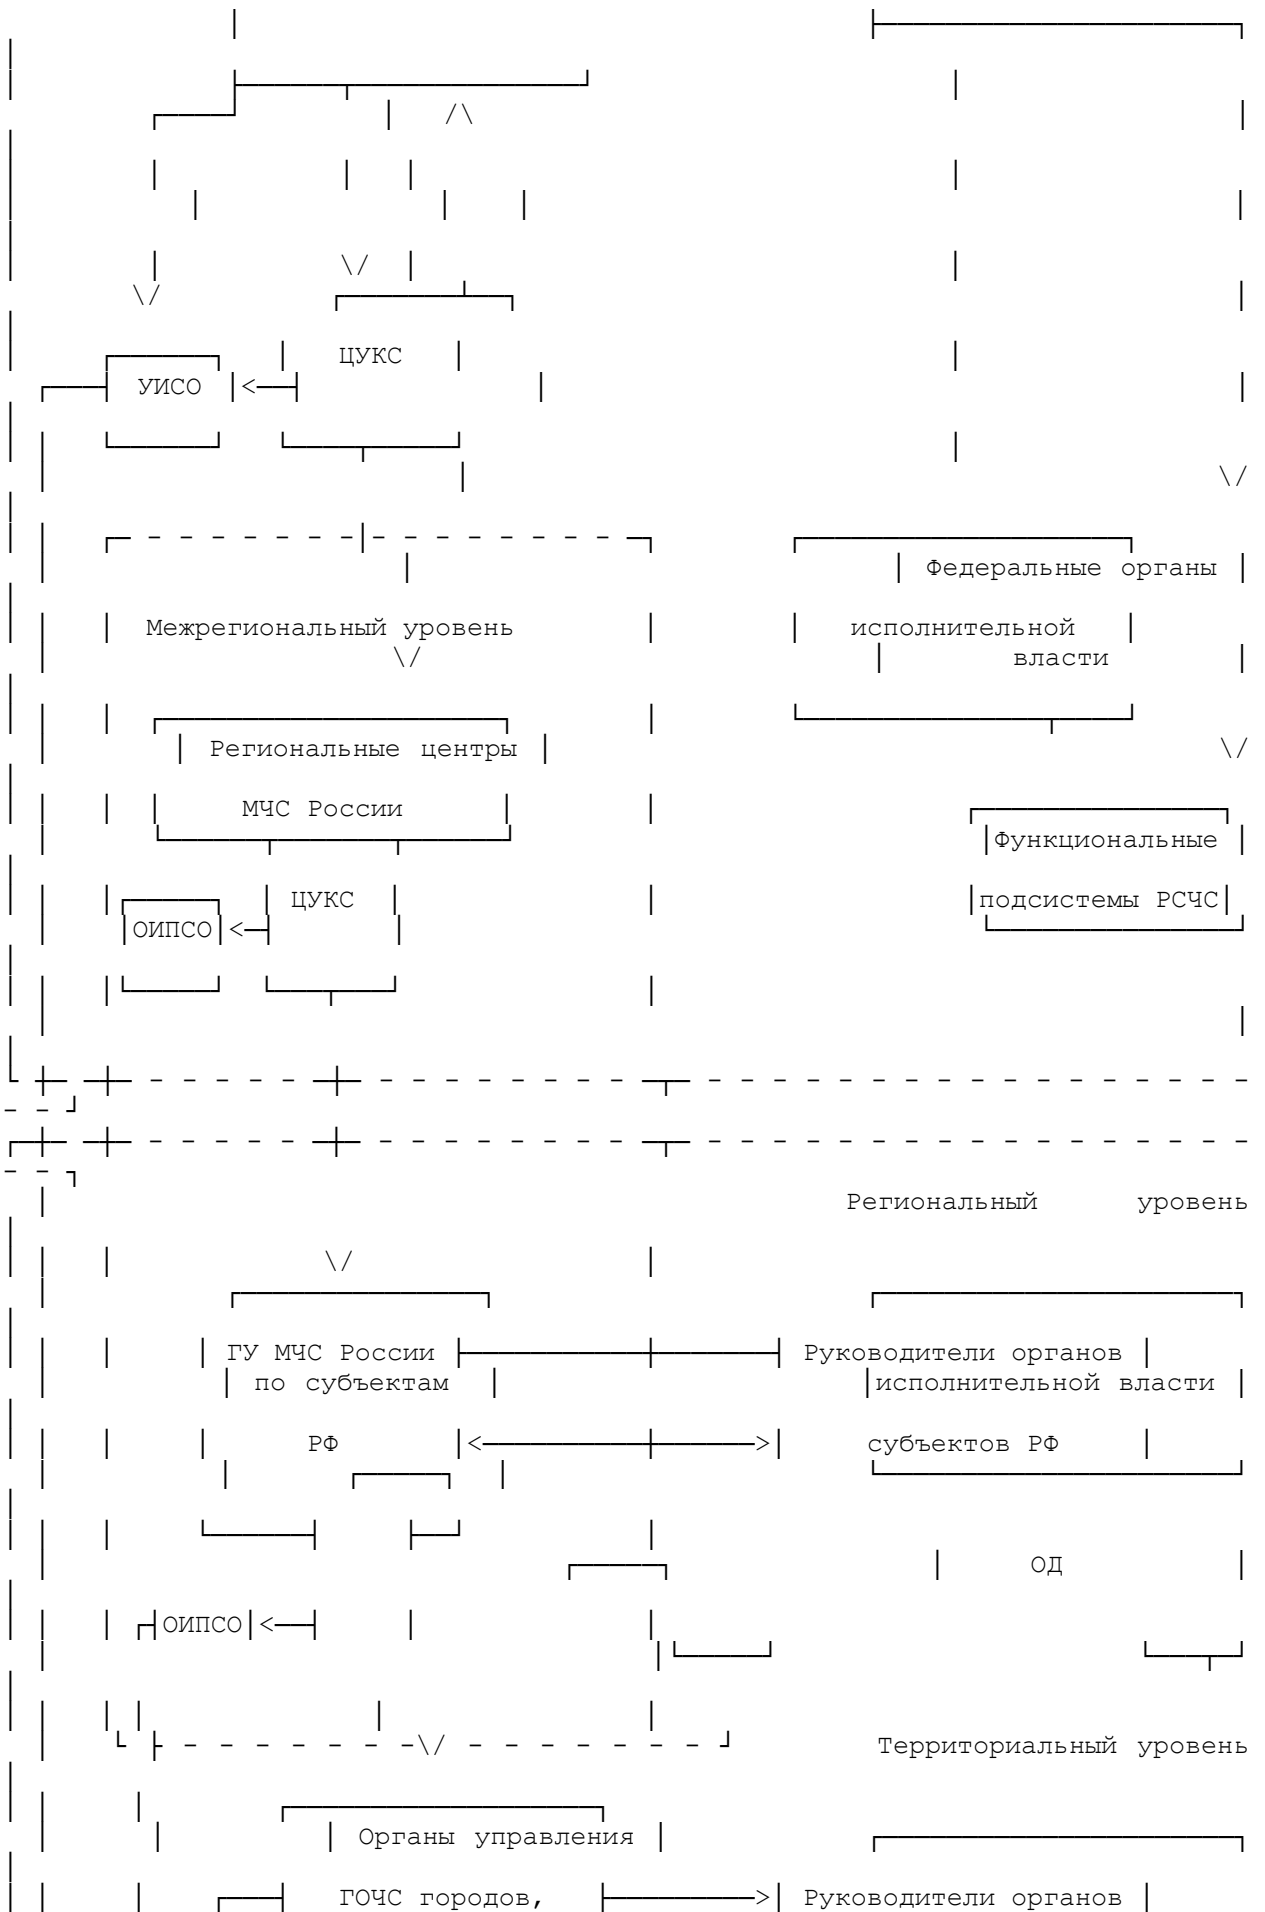 ЦУКС
УИСО
Федеральные органы
Межрегиональный уровень исполнительной
власти
Региональные центры
МЧС России
Функциональные
ЦУКС подсистемы РСЧС
ОИПСО
Региональный уровень
ГУ МЧС России Руководители органов
по субъектам исполнительной власти
РФ субъектов РФ
ОД
ОИПСО
Территориальный уровень
Органы управления
ГОЧС городов, Руководители органов